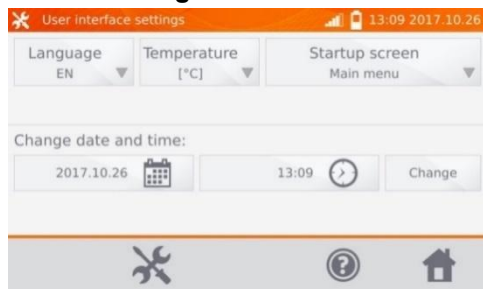 User interface settings 13:09 2017.10.26
Language Temperature Startup screen
EN [°C] Main menu
Change date and time:
2017.10.26 13:09 Change
?